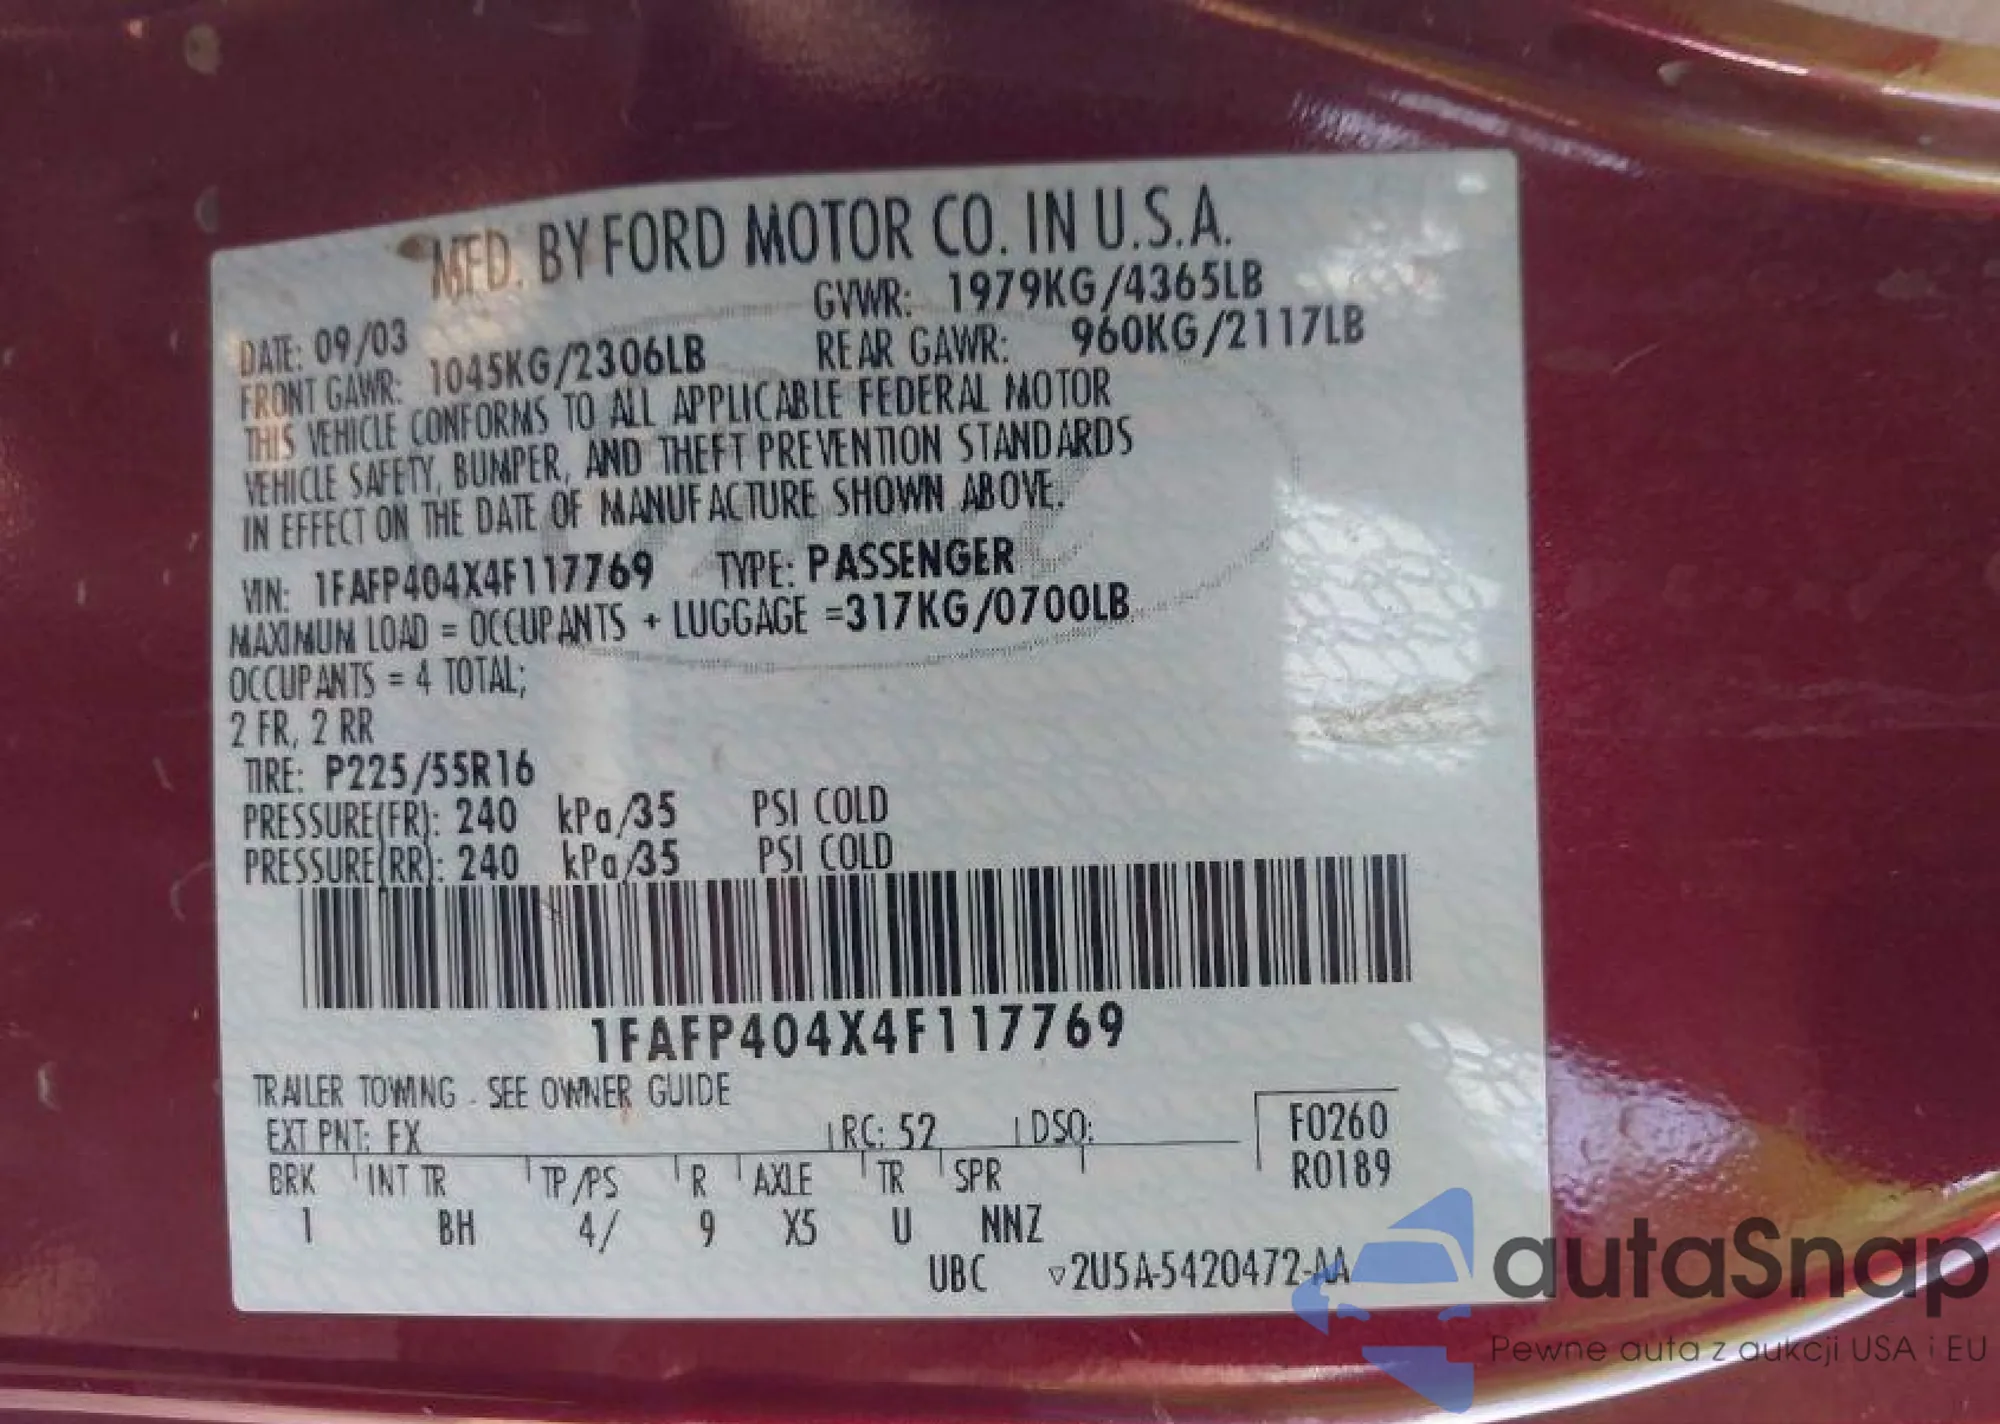 MFD. BY FORD MOTOR CO. IN U.S.A.
DATE: 09/03 GVWR: 1979KG/4365LB
FRONT GAWR: 1045KG/2306LB REAR GAWR: 960KG/2117LB
THIS VEHICLE CONFORMS TO ALL APPLICABLE FEDERAL MOTOR
VEHICLE SAFETY, BUMPER, AND THEFT PREVENTION STANDARDS
IN EFFECT ON THE DATE OF MANUFACTURE SHOWN ABOVE.
VIN: 1FAFP404X4F117769 TYPE: PASSENGER
MAXIMUM LOAD = OCCUPANTS + LUGGAGE =317KG/0700LB
OCCUPANTS = 4 TOTAL;
2 FR, 2 RR
TIRE: P225/55R16
PRESSURE(FR): 240 kPa/35 PSI COLD
PRESSURE(RR): 240 kPa/35 PSI COLD
1FAFP404X4F117769
TRAILER TOWING - SEE OWNER GUIDE
EXT PNT: FX RC: 52 DSO: F0260
R0189
BRK INT TR TP/PS R AXLE TR SPR
1 BH 4/ 9 X5 U NNZ
UBC ▽2U5A-5420472-AA
autaSnap
Pewne auta z aukcji USA i EU